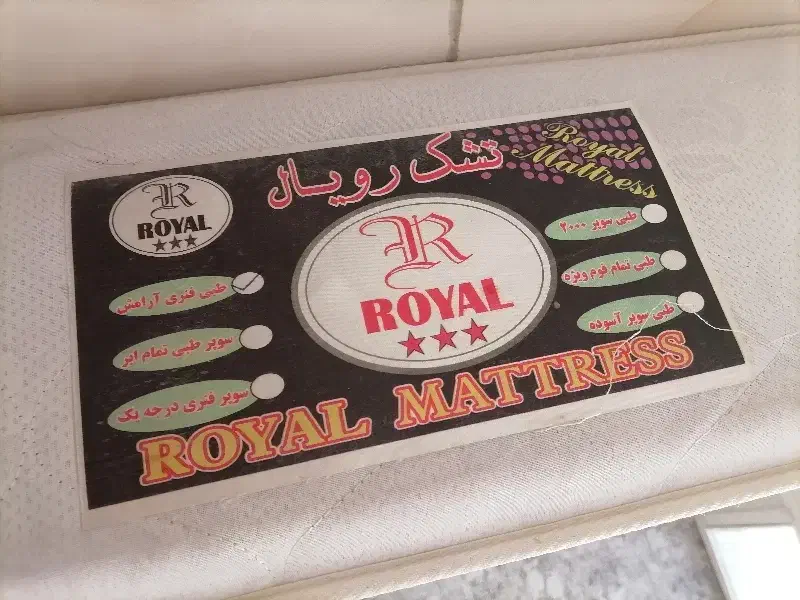 تشک رویال
Royal
Mattress
R
ROYAL
R
ROYAL
طبی سوپر ۲۰۰۰
طبی تمام فوم ویژه
طبی سوپر آسوده
طبی فنری آرامش
سوپر طبی تمام ابر
سوپر فنری درجه یک
ROYAL MATTRESS